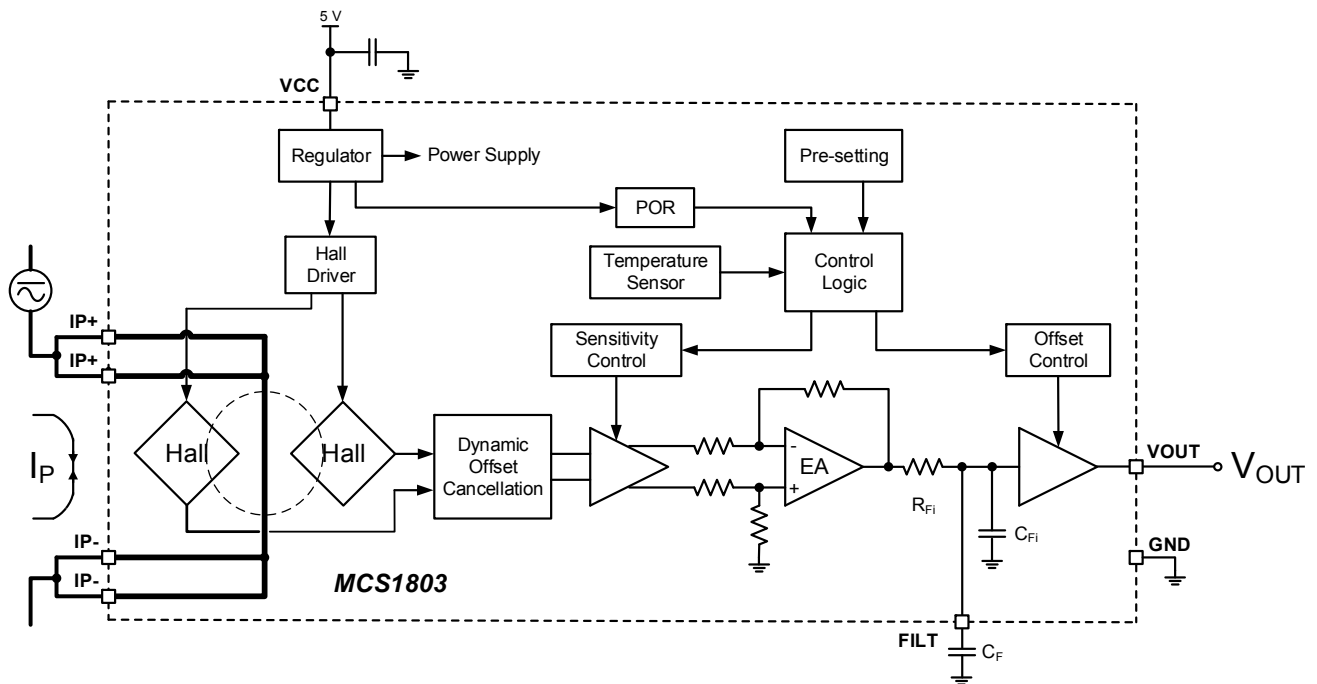 5 V
VCC
Regulator
Power Supply
Pre-setting
POR
Hall
Driver
Temperature
Sensor
Control
Logic
IP+
IP+
Sensitivity
Control
Offset
Control
Hall
Hall
Dynamic
Offset
Cancellation
-
EA
+
VOUT
VOUT
IP
RFi
CFi
GND
IP-
IP-
MCS1803
FILT
CF